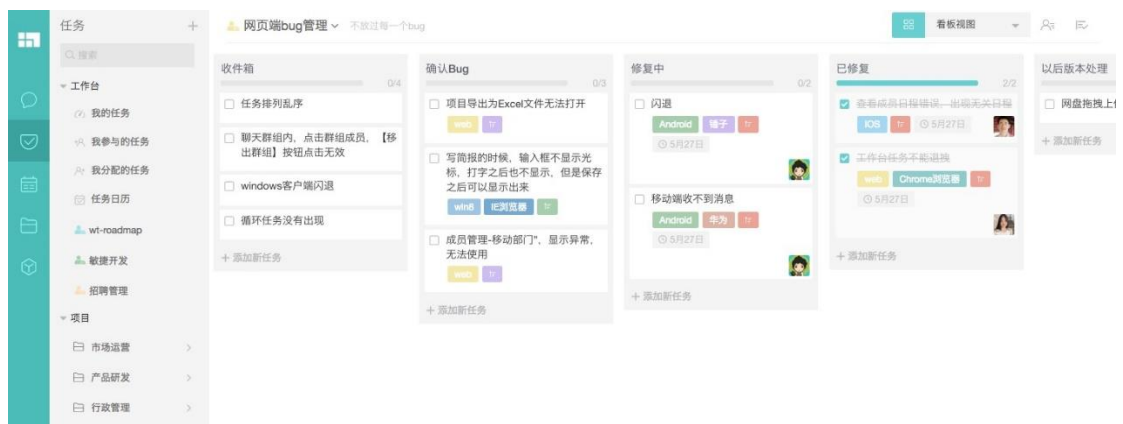 任务 +
搜索
工作台
我的任务
我参与的任务
我分配的任务
任务日历
wt-roadmap
敏捷开发
招聘管理
项目
市场运营
产品研发
行政管理
网页端bug管理 不放过每一个bug
看板视图
收件箱
0/4
任务排列乱序
聊天群组内，点击群组成员，【移
出群组】按钮点击无效
windows客户端闪退
循环任务没有出现
+ 添加新任务
确认Bug
0/3
项目导出为Excel文件无法打开
web tr
写简报的时候，输入框不显示光
标，打字之后也不显示，但是保存
之后可以显示出来
win8 IE浏览器 tr
成员管理-移动部门"，显示异常，
无法使用
web tr
+ 添加新任务
修复中
0/2
闪退
Android 锤子 tr
5月27日
移动端收不到消息
Android 华为 tr
5月27日
+ 添加新任务
已修复
2/2
查看成员日程错误，出现无关日程
IOS tr 5月27日
工作台任务不能退拽
web Chrome浏览器 tr
5月27日
+ 添加新任务
以后版本处理
网盘拖拽上
+ 添加新任务